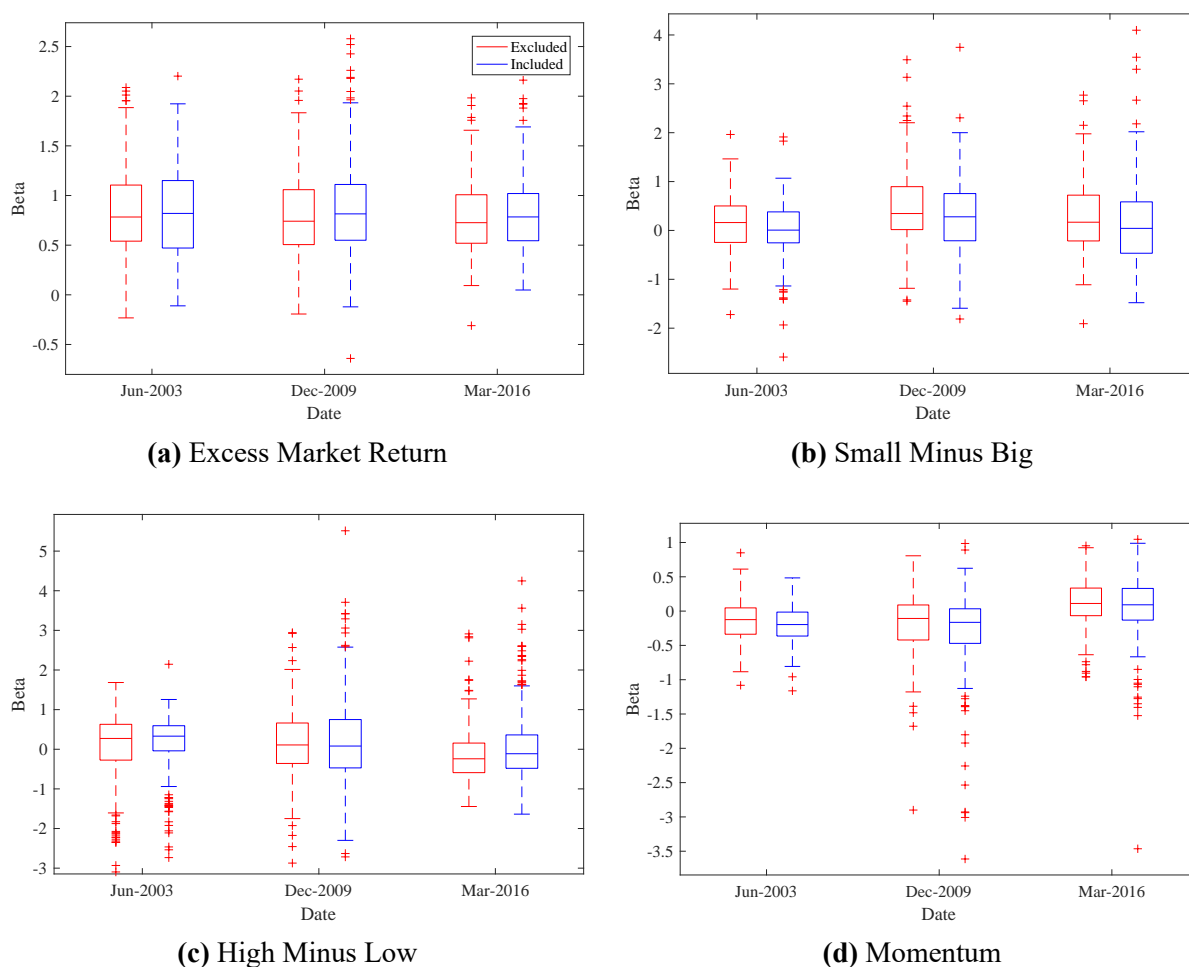 2.5
2
1.5
1
0.5
0
-0.5
Beta
Excluded
Included
Jun-2003 Dec-2009 Mar-2016
Date
(a) Excess Market Return
4
3
2
1
0
-1
-2
Beta
Jun-2003 Dec-2009 Mar-2016
Date
(b) Small Minus Big
5
4
3
2
1
0
-1
-2
-3
Beta
Jun-2003 Dec-2009 Mar-2016
Date
(c) High Minus Low
1
0.5
0
-0.5
-1
-1.5
-2
-2.5
-3
-3.5
Beta
Jun-2003 Dec-2009 Mar-2016
Date
(d) Momentum